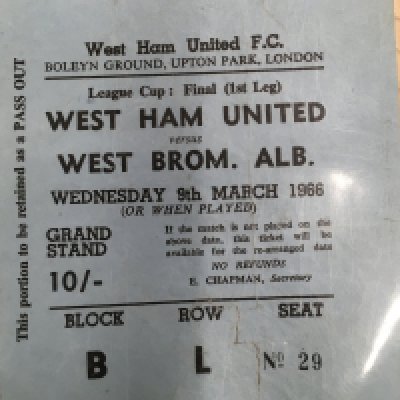 West Ham United F.C.
BOLEYN GROUND, UPTON PARK, LONDON
League Cup : Final (1st Leg)
WEST HAM UNITED
versus
WEST BROM. ALB.
WEDNESDAY 9th MARCH 1966
(OR WHEN PLAYED)
GRAND
STAND
10/-
If the match is not played on the
above date, this ticket will be
available for the re-arranged date
NO REFUNDS
E. CHAPMAN, Secretary
BLOCK ROW SEAT
B L Nº 29
This portion to be retained as a PASS OUT